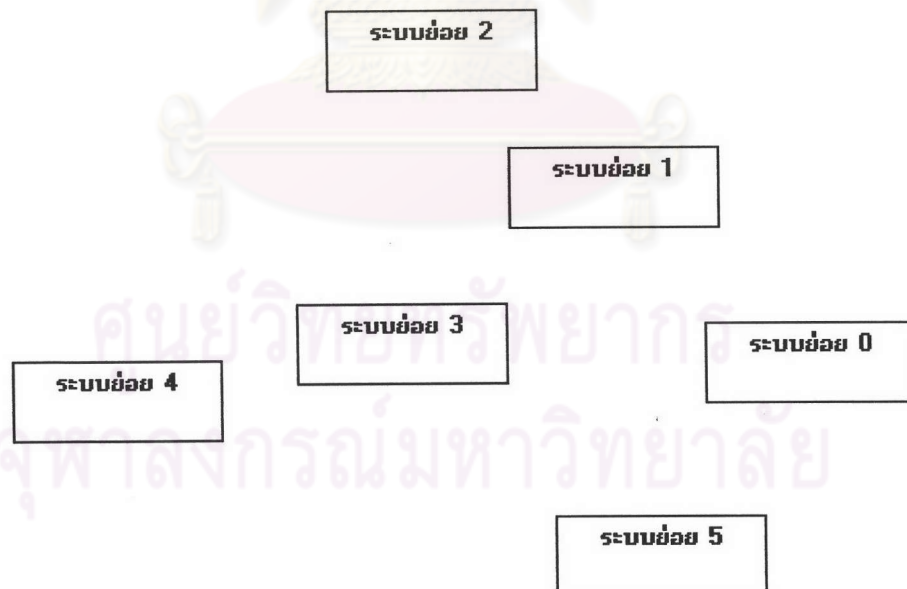 ระบบย่อย 2
ระบบย่อย 1
ศูนย์วิทยทรัพยากร
ระบบย่อย 3
ระบบย่อย 0
ระบบย่อย 4
จุฬาลงกรณ์มหาวิทยาลัย
ระบบย่อย 5